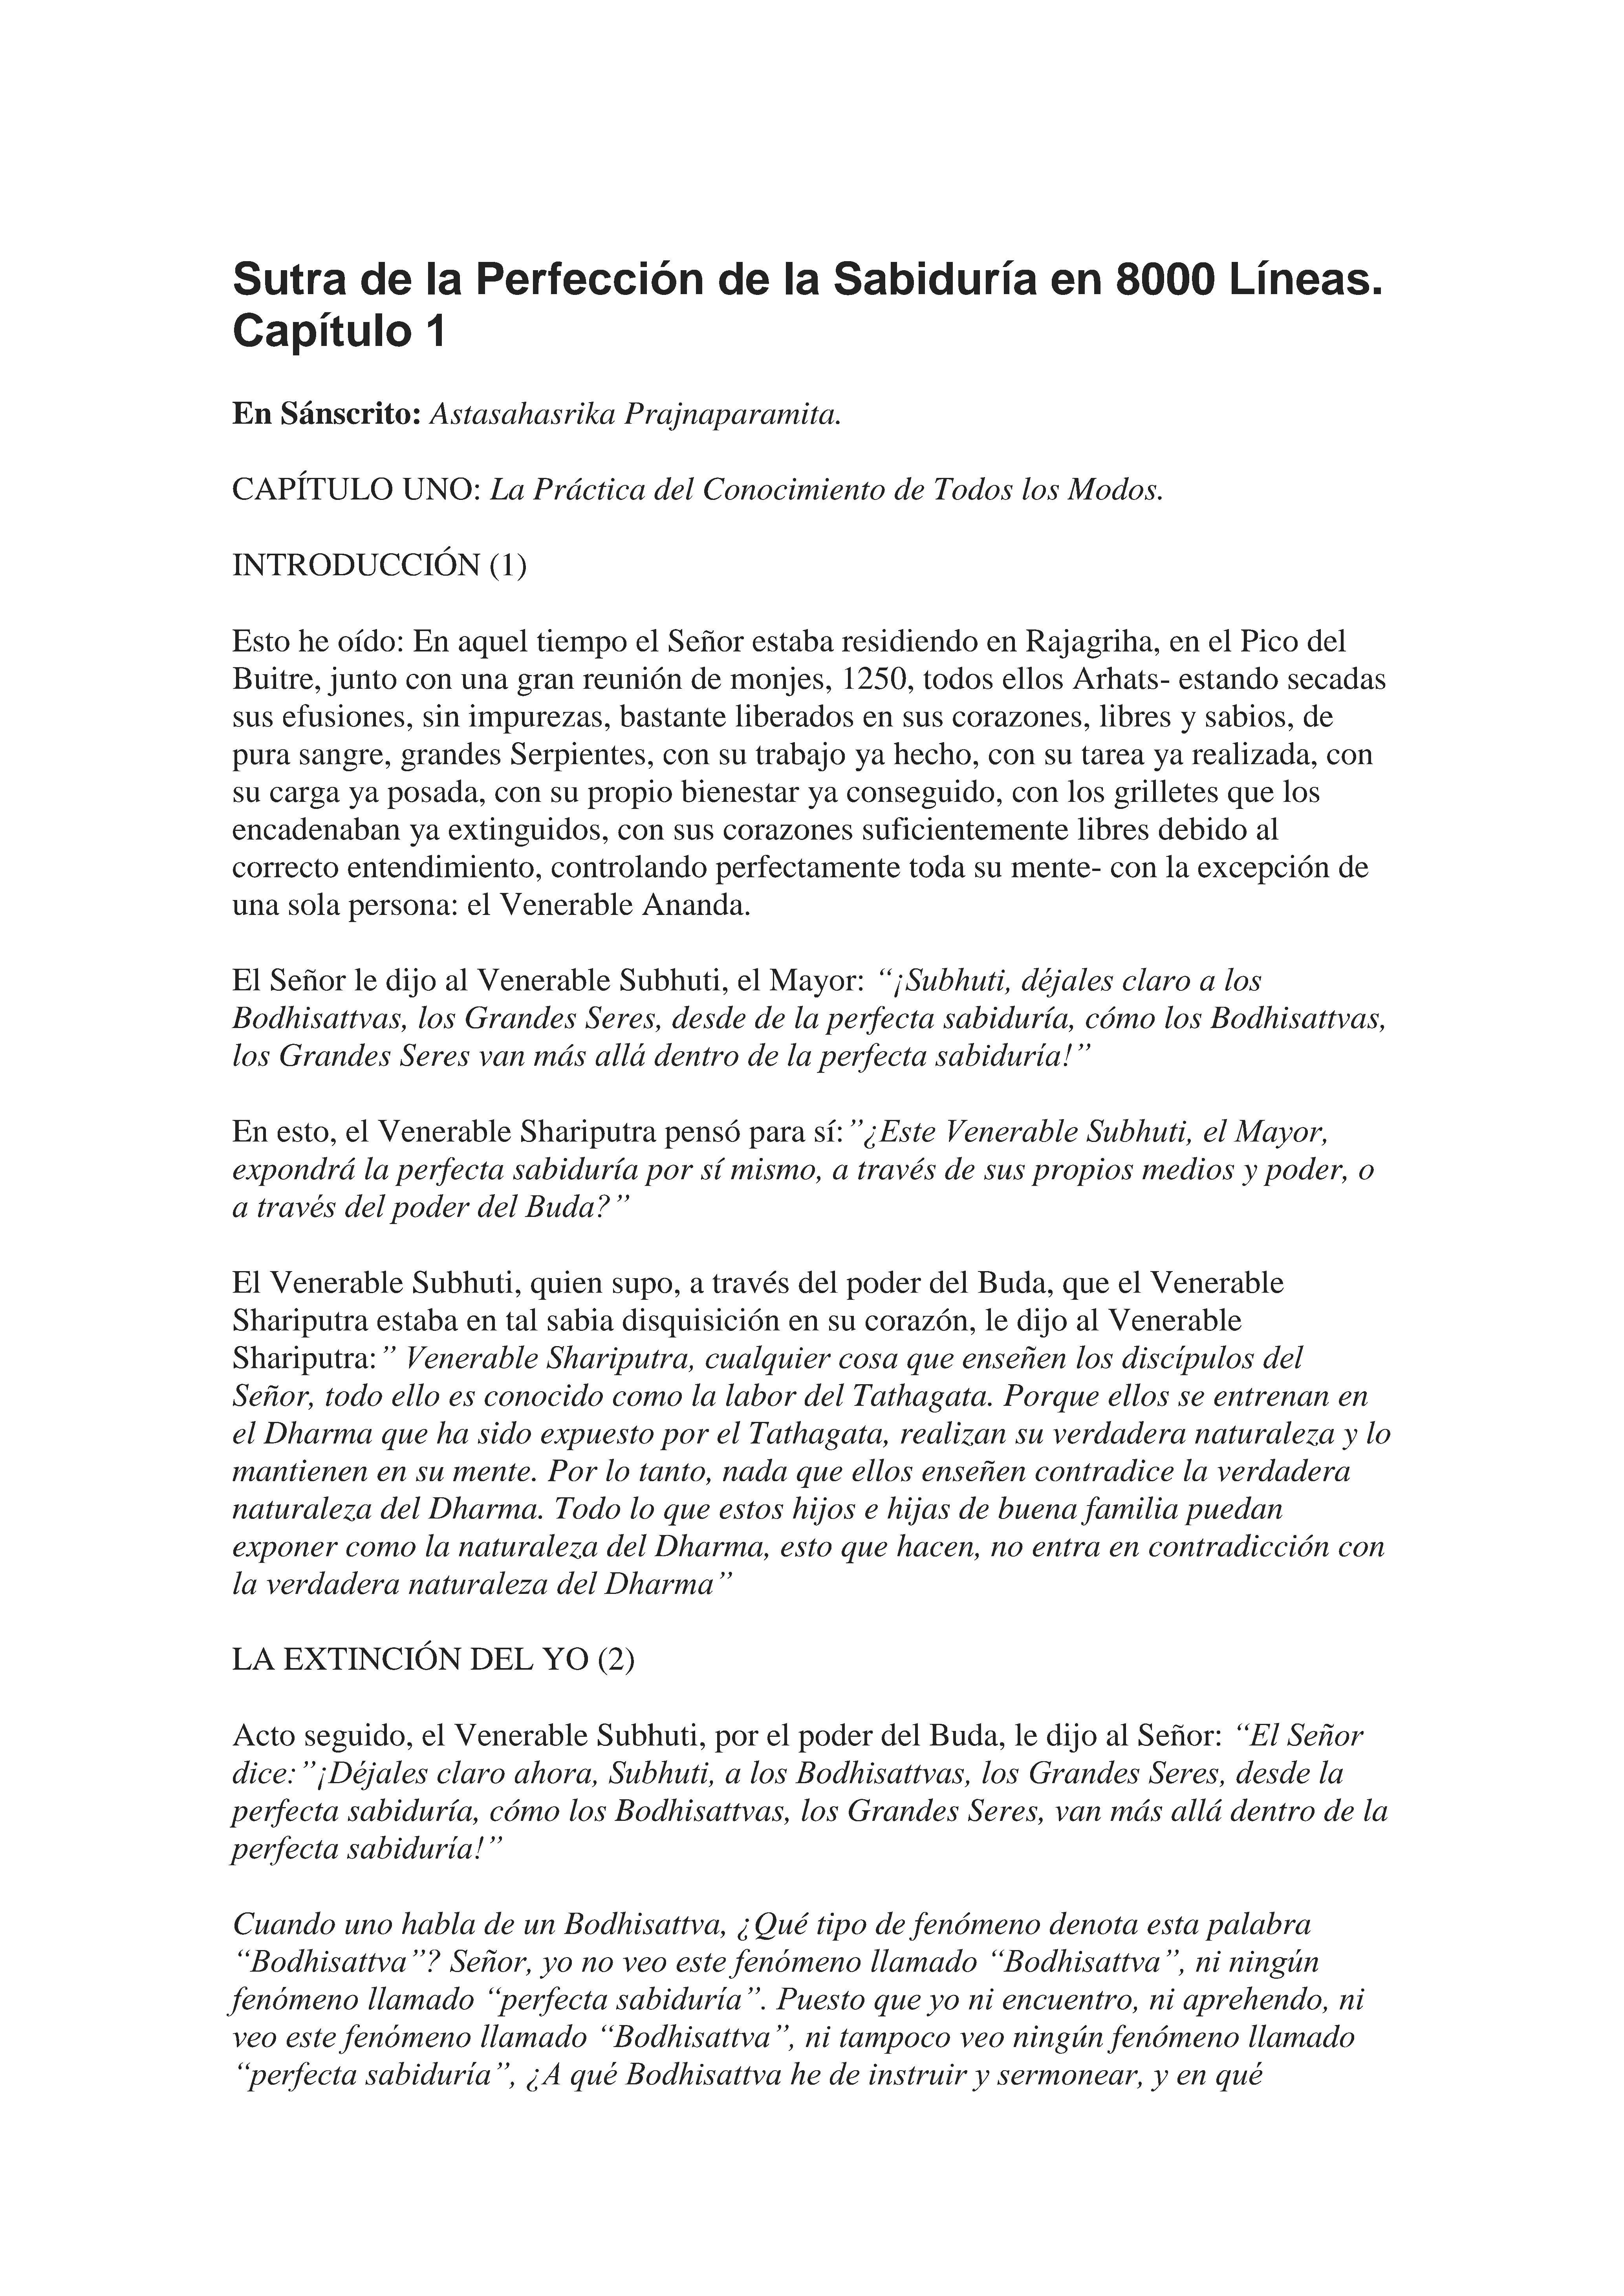 Sutra de la Perfección de la Sabiduría en 8000 Líneas.
Capítulo 1
En Sánscrito: Astasahasrika Prajnaparamita.
CAPÍTULO UNO: La Práctica del Conocimiento de Todos los Modos.
INTRODUCCIÓN (1)
Esto he oído: En aquel tiempo el Señor estaba residiendo en Rajagriha, en el Pico del
Buitre, junto con una gran reunión de monjes, 1250, todos ellos Arhats- estando secadas
sus efusiones, sin impurezas, bastante liberados en sus corazones, libres y sabios, de
pura sangre, grandes Serpientes, con su trabajo ya hecho, con su tarea ya realizada, con
su carga ya posada, con su propio bienestar ya conseguido, con los grilletes que los
encadenaban ya extinguidos, con sus corazones suficientemente libres debido al
correcto entendimiento, controlando perfectamente toda su mente- con la excepción de
una sola persona: el Venerable Ananda.
El Señor le dijo al Venerable Subhuti, el Mayor: “¡Subhuti, déjales claro a los
Bodhisattvas, los Grandes Seres, desde de la perfecta sabiduría, cómo los Bodhisattvas,
los Grandes Seres van más allá dentro de la perfecta sabiduría!”
En esto, el Venerable Shariputra pensó para sí:”¿Este Venerable Subhuti, el Mayor,
expondrá la perfecta sabiduría por sí mismo, a través de sus propios medios y poder, o
a través del poder del Buda?”
El Venerable Subhuti, quien supo, a través del poder del Buda, que el Venerable
Shariputra estaba en tal sabia disquisición en su corazón, le dijo al Venerable
Shariputra:” Venerable Shariputra, cualquier cosa que enseñen los discípulos del
Señor, todo ello es conocido como la labor del Tathagata. Porque ellos se entrenan en
el Dharma que ha sido expuesto por el Tathagata, realizan su verdadera naturaleza y lo
mantienen en su mente. Por lo tanto, nada que ellos enseñen contradice la verdadera
naturaleza del Dharma. Todo lo que estos hijos e hijas de buena familia puedan
exponer como la naturaleza del Dharma, esto que hacen, no entra en contradicción con
la verdadera naturaleza del Dharma”
LA EXTINCIÓN DEL YO (2)
Acto seguido, el Venerable Subhuti, por el poder del Buda, le dijo al Señor: “El Señor
dice:”¡Déjales claro ahora, Subhuti, a los Bodhisattvas, los Grandes Seres, desde la
perfecta sabiduría, cómo los Bodhisattvas, los Grandes Seres, van más allá dentro de la
perfecta sabiduría!”
Cuando uno habla de un Bodhisattva, ¿Qué tipo de fenómeno denota esta palabra
“Bodhisattva”? Señor, yo no veo este fenómeno llamado “Bodhisattva”, ni ningún
fenómeno llamado “perfecta sabiduría”. Puesto que yo ni encuentro, ni aprehendo, ni
veo este fenómeno llamado “Bodhisattva”, ni tampoco veo ningún fenómeno llamado
“perfecta sabiduría”, ¿A qué Bodhisattva he de instruir y sermonear, y en qué